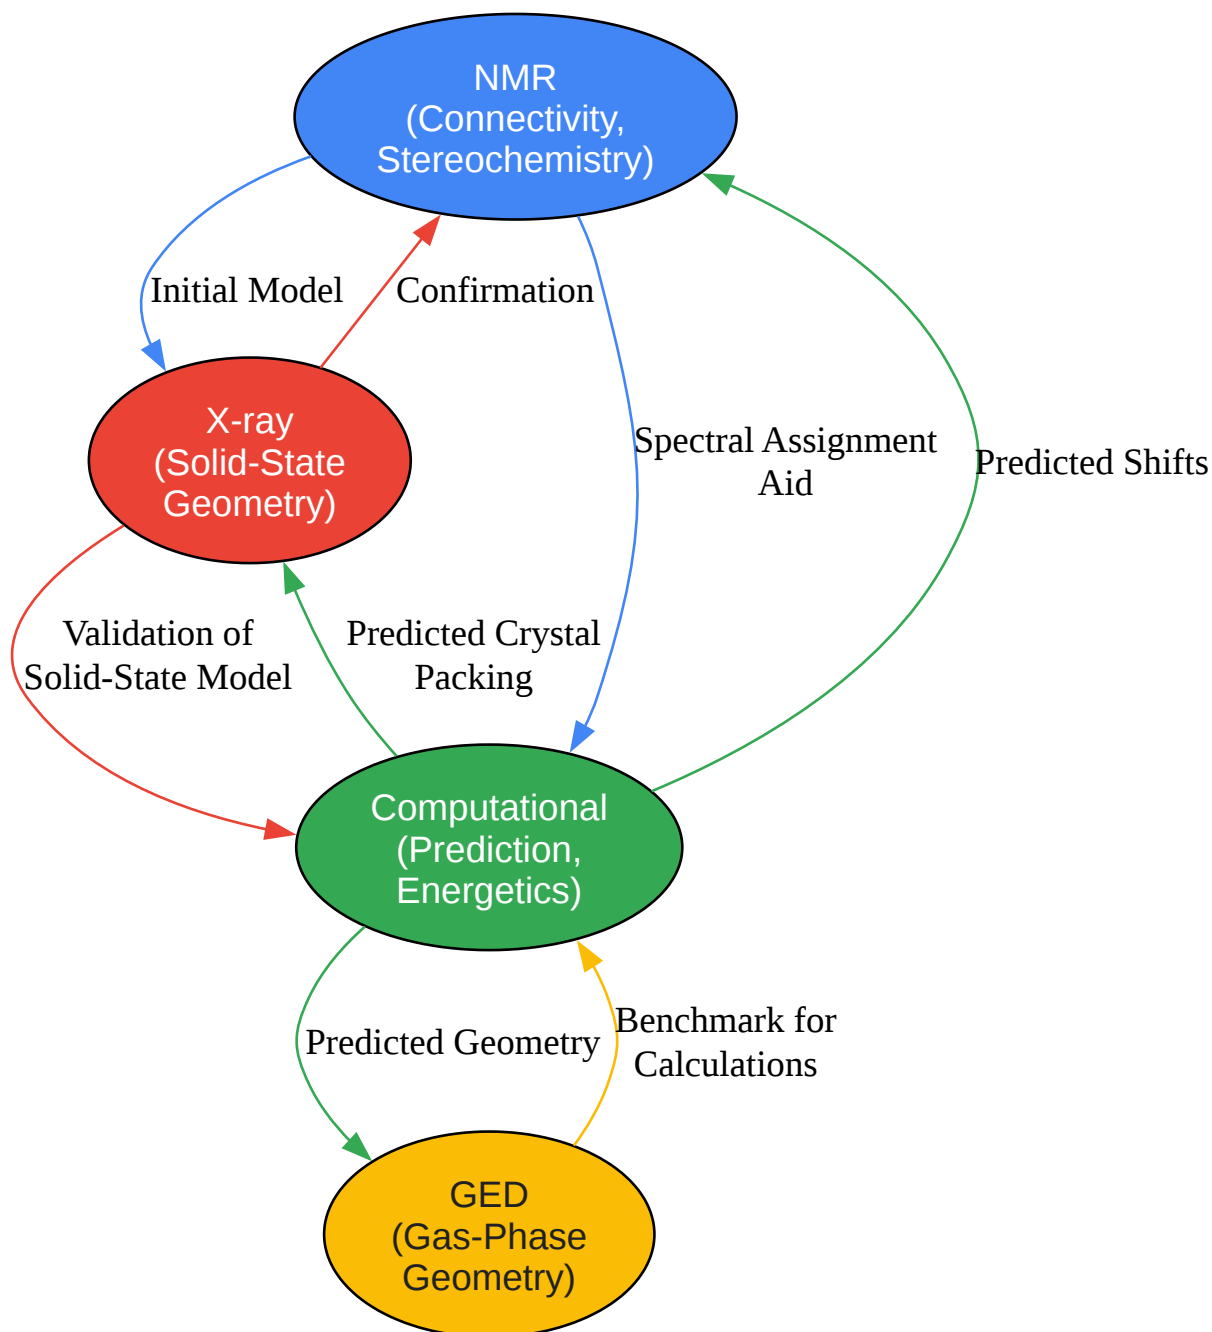 NMR
(Connectivity,
Stereochemistry)
Initial Model
Confirmation
X-ray
(Solid-State
Geometry)
Spectral Assignment
Aid
Predicted Shifts
Validation of
Solid-State Model
Predicted Crystal
Packing
Computational
(Prediction,
Energetics)
Predicted Geometry
Benchmark for
Calculations
GED
(Gas-Phase
Geometry)